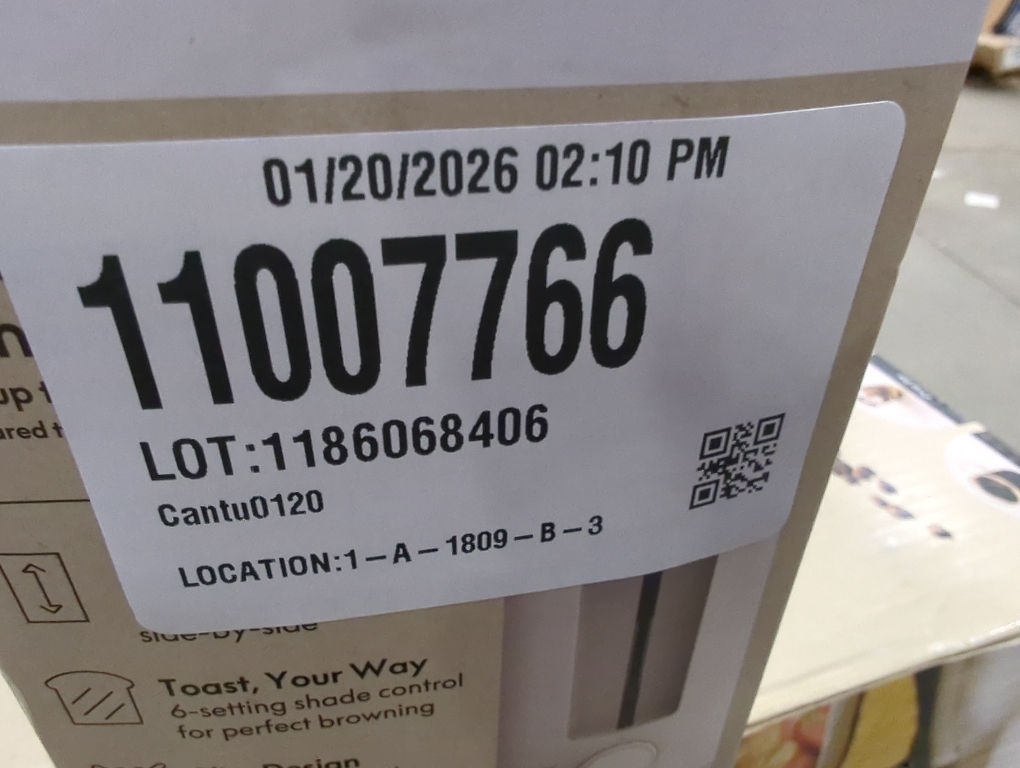 01/20/2026 02:10 PM
11007766
LOT:1186068406
Cantu0120
LOCATION:1-A-1809-B-3
side-by-side
Toast, Your Way
6-setting shade control
for perfect browning
Design